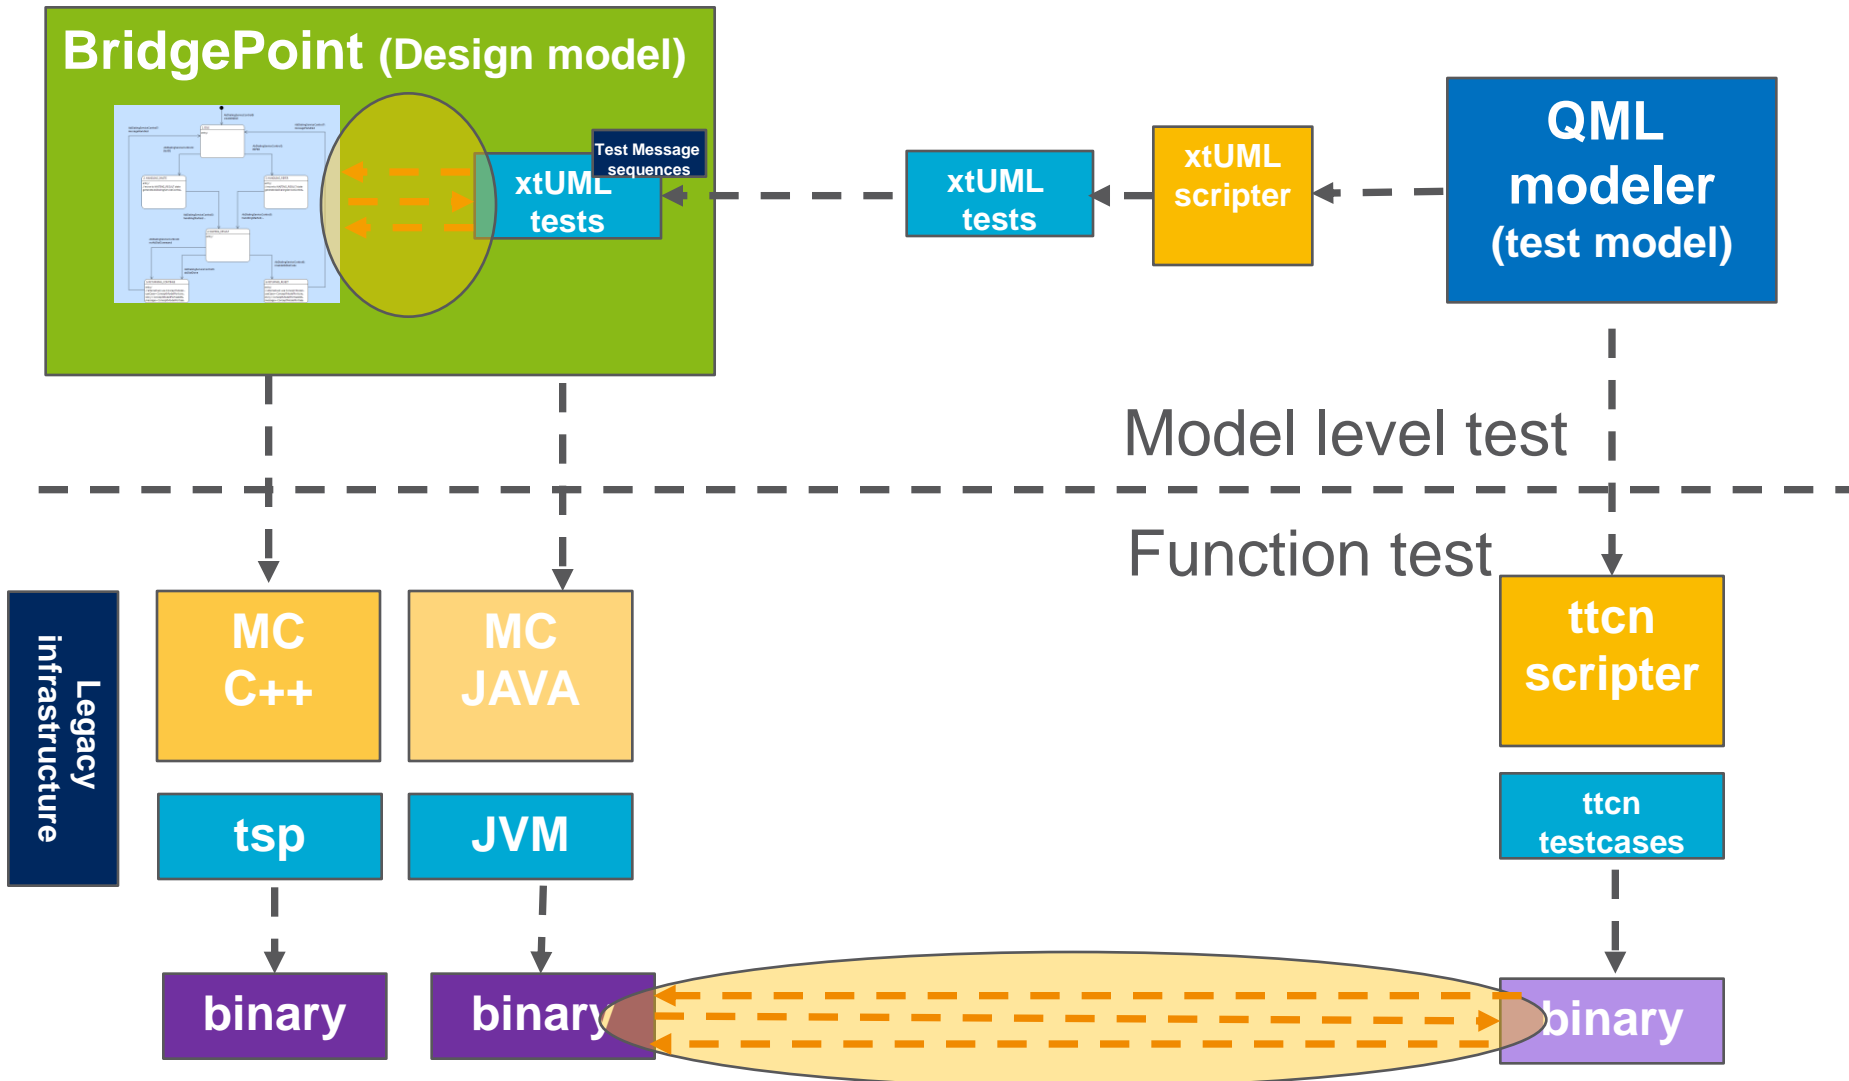 BridgePoint (Design model)
Test Message
sequences
xtUML
tests
xtUML
tests
xtUML
scripter
QML
modeler
(test model)
Model level test
Function test
Legacy
infrastructure
MC
C++
MC
JAVA
ttcn
scripter
tsp
JVM
ttcn
testcases
binary
binary
binary